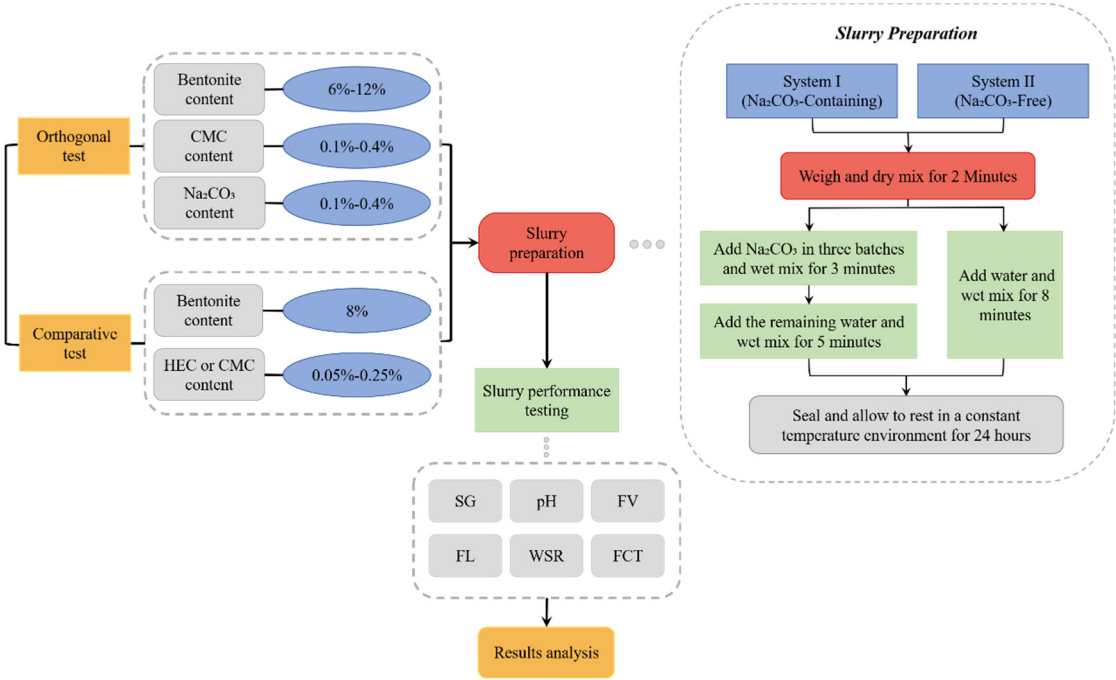 Orthogonal
test
Bentonite
content
6%-12%
CMC
content
0.1%-0.4%
Na₂CO₃
content
0.1%-0.4%
Comparative
test
Bentonite
content
8%
HEC or CMC
content
0.05%-0.25%
Slurry
preparation
Slurry performance
testing
SG
pH
FV
FL
WSR
FCT
Results analysis
Slurry Preparation
System I
(Na₂CO₃-Containing)
System II
(Na₂CO₃-Free)
Weigh and dry mix for 2 Minutes
Add Na₂CO₃ in three batches
and wet mix for 3 minutes
Add the remaining water and
wet mix for 5 minutes
Add water and
wet mix for 8
minutes
Seal and allow to rest in a constant
temperature environment for 24 hours